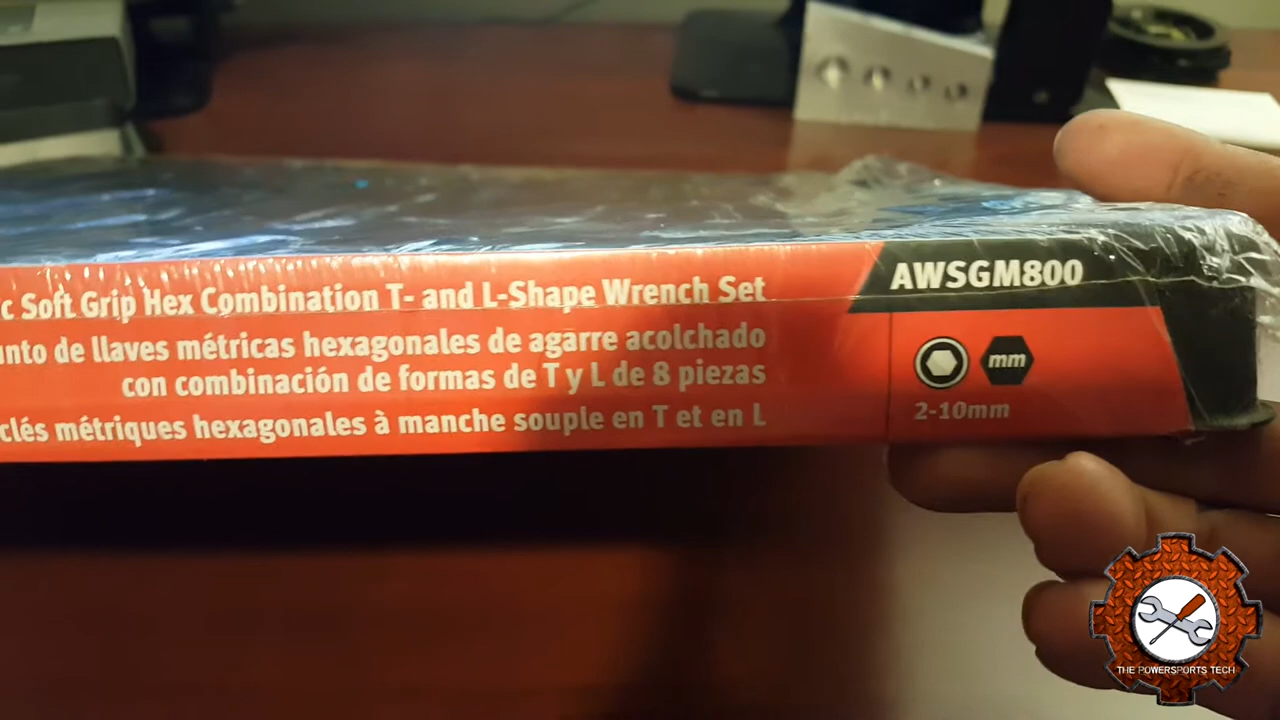 Soft Grip Hex Combination T- and L-Shape Wrench Set
de llaves métricas hexagonales de agarre acolchado
con combinación de formas de T y L de 8 piezas
clés métriques hexagonales à manche souple en T et en L
AWSGM800
mm
2-10mm
THE POWERSPORTS TECH